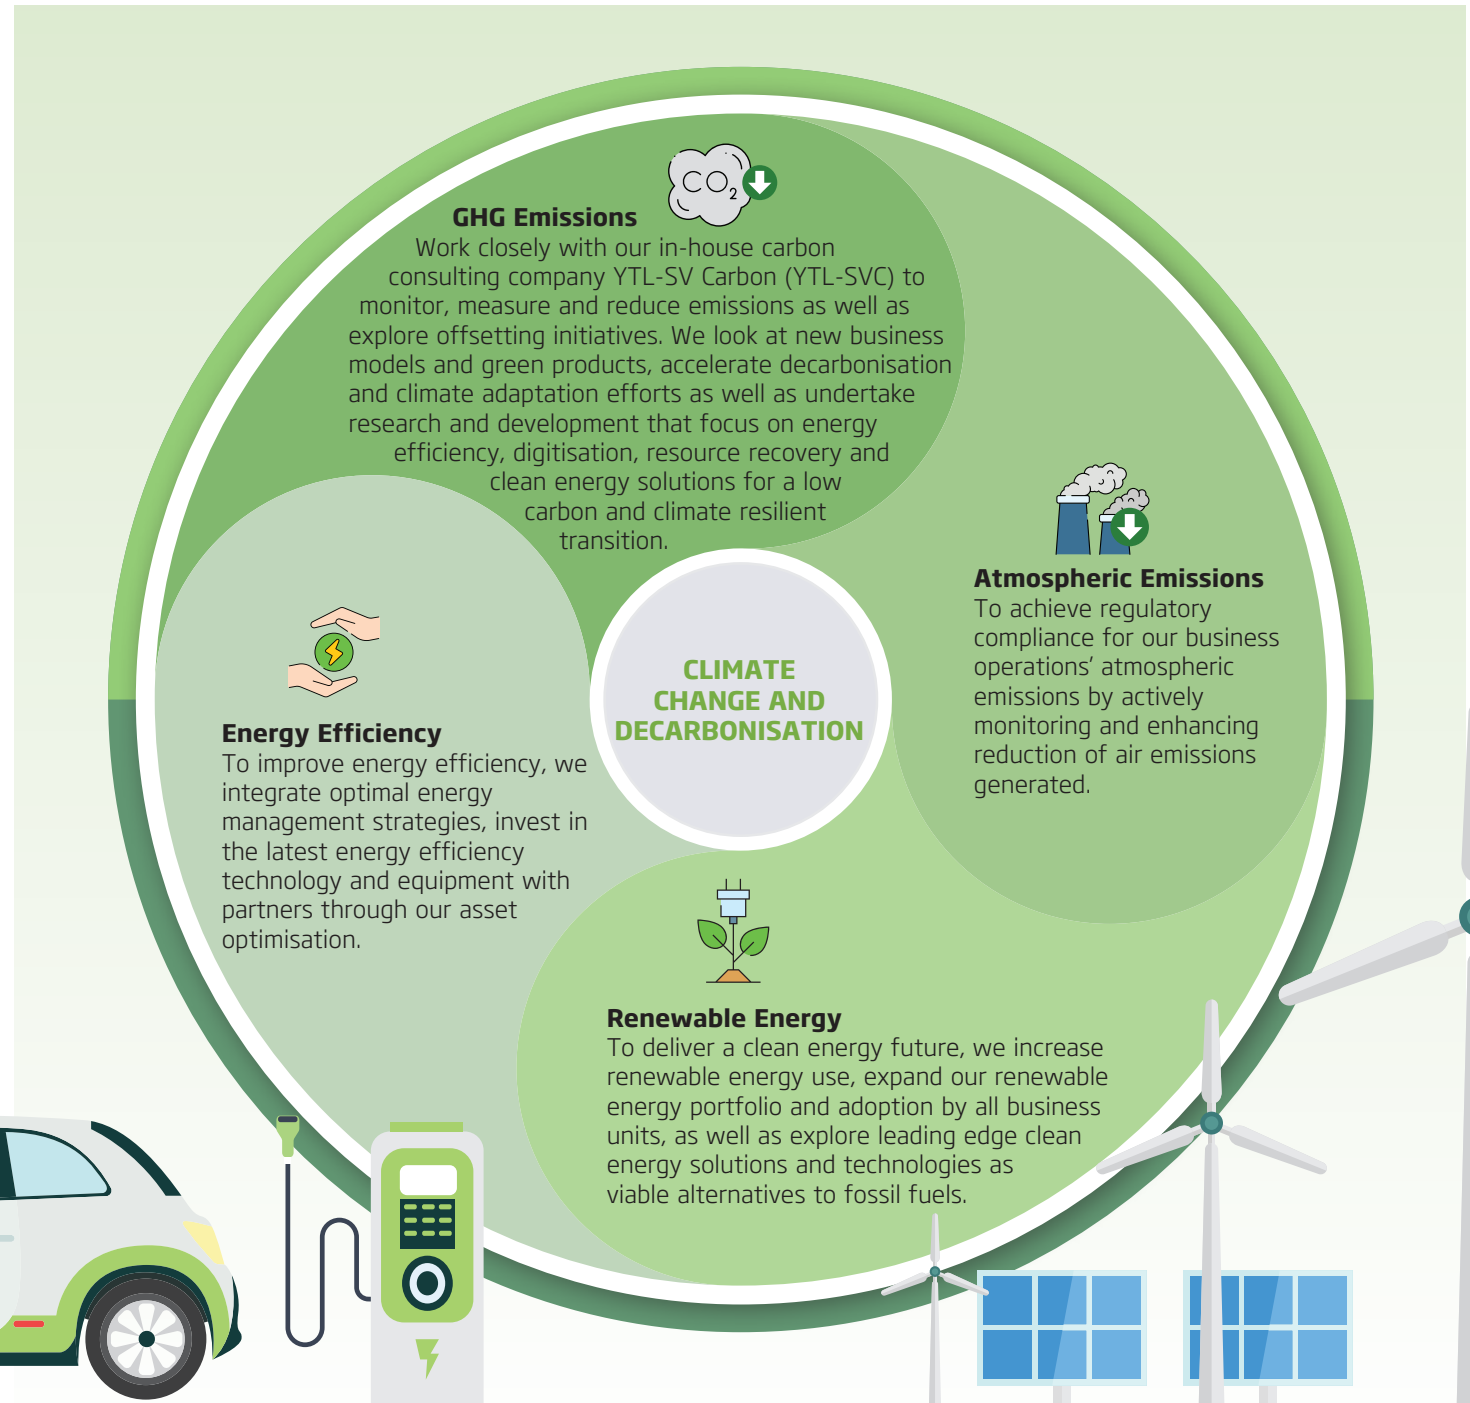 CO2
GHG Emissions
Work closely with our in-house carbon
consulting company YTL-SV Carbon (YTL-SVC) to
monitor, measure and reduce emissions as well as
explore offsetting initiatives. We look at new business
models and green products, accelerate decarbonisation
and climate adaptation efforts as well as undertake
research and development that focus on energy
efficiency, digitisation, resource recovery and
clean energy solutions for a low
carbon and climate resilient
transition.
Atmospheric Emissions
To achieve regulatory
compliance for our business
operations’ atmospheric
emissions by actively
monitoring and enhancing
reduction of air emissions
generated.
CLIMATE
CHANGE AND
DECARBONISATION
Energy Efficiency
To improve energy efficiency, we
integrate optimal energy
management strategies, invest in
the latest energy efficiency
technology and equipment with
partners through our asset
optimisation.
Renewable Energy
To deliver a clean energy future, we increase
renewable energy use, expand our renewable
energy portfolio and adoption by all business
units, as well as explore leading edge clean
energy solutions and technologies as
viable alternatives to fossil fuels.